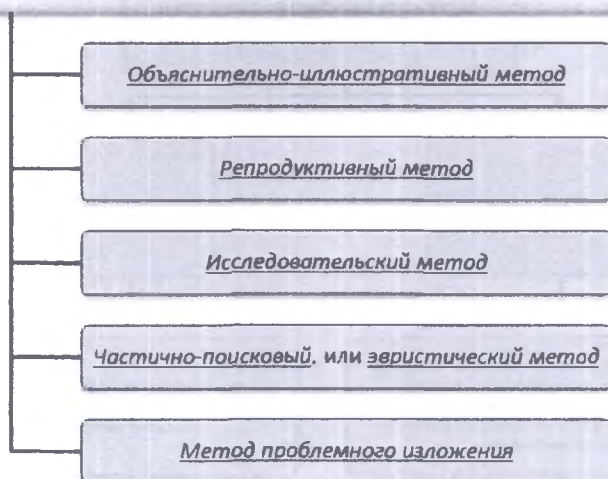 Объяснительно-иллюстративный метод
Репродуктивный метод
Исследовательский метод
Частично-поисковый, или эвристический метод
Метод проблемного изложения